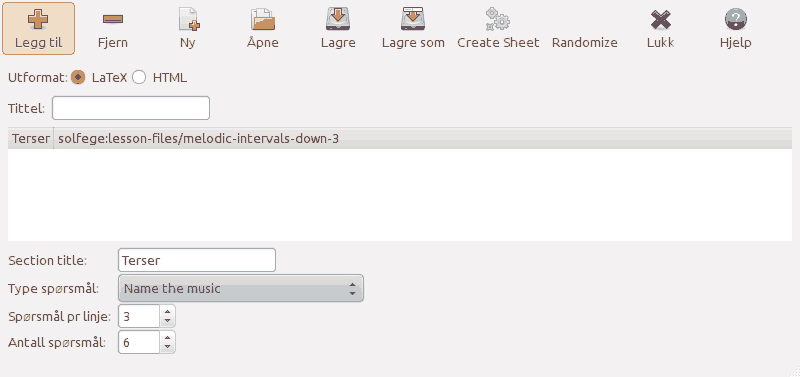 Legg til Fjern Ny Åpne Lagre Lagre som Create Sheet Randomize Lukk Hjelp
Utformat: LaTeX HTML
Tittel:
Terser solfege:lesson-files/melodic-intervals-down-3
Section title: Terser
Type spørsmål: Name the music
Spørsmål pr linje: 3
Antall spørsmål: 6